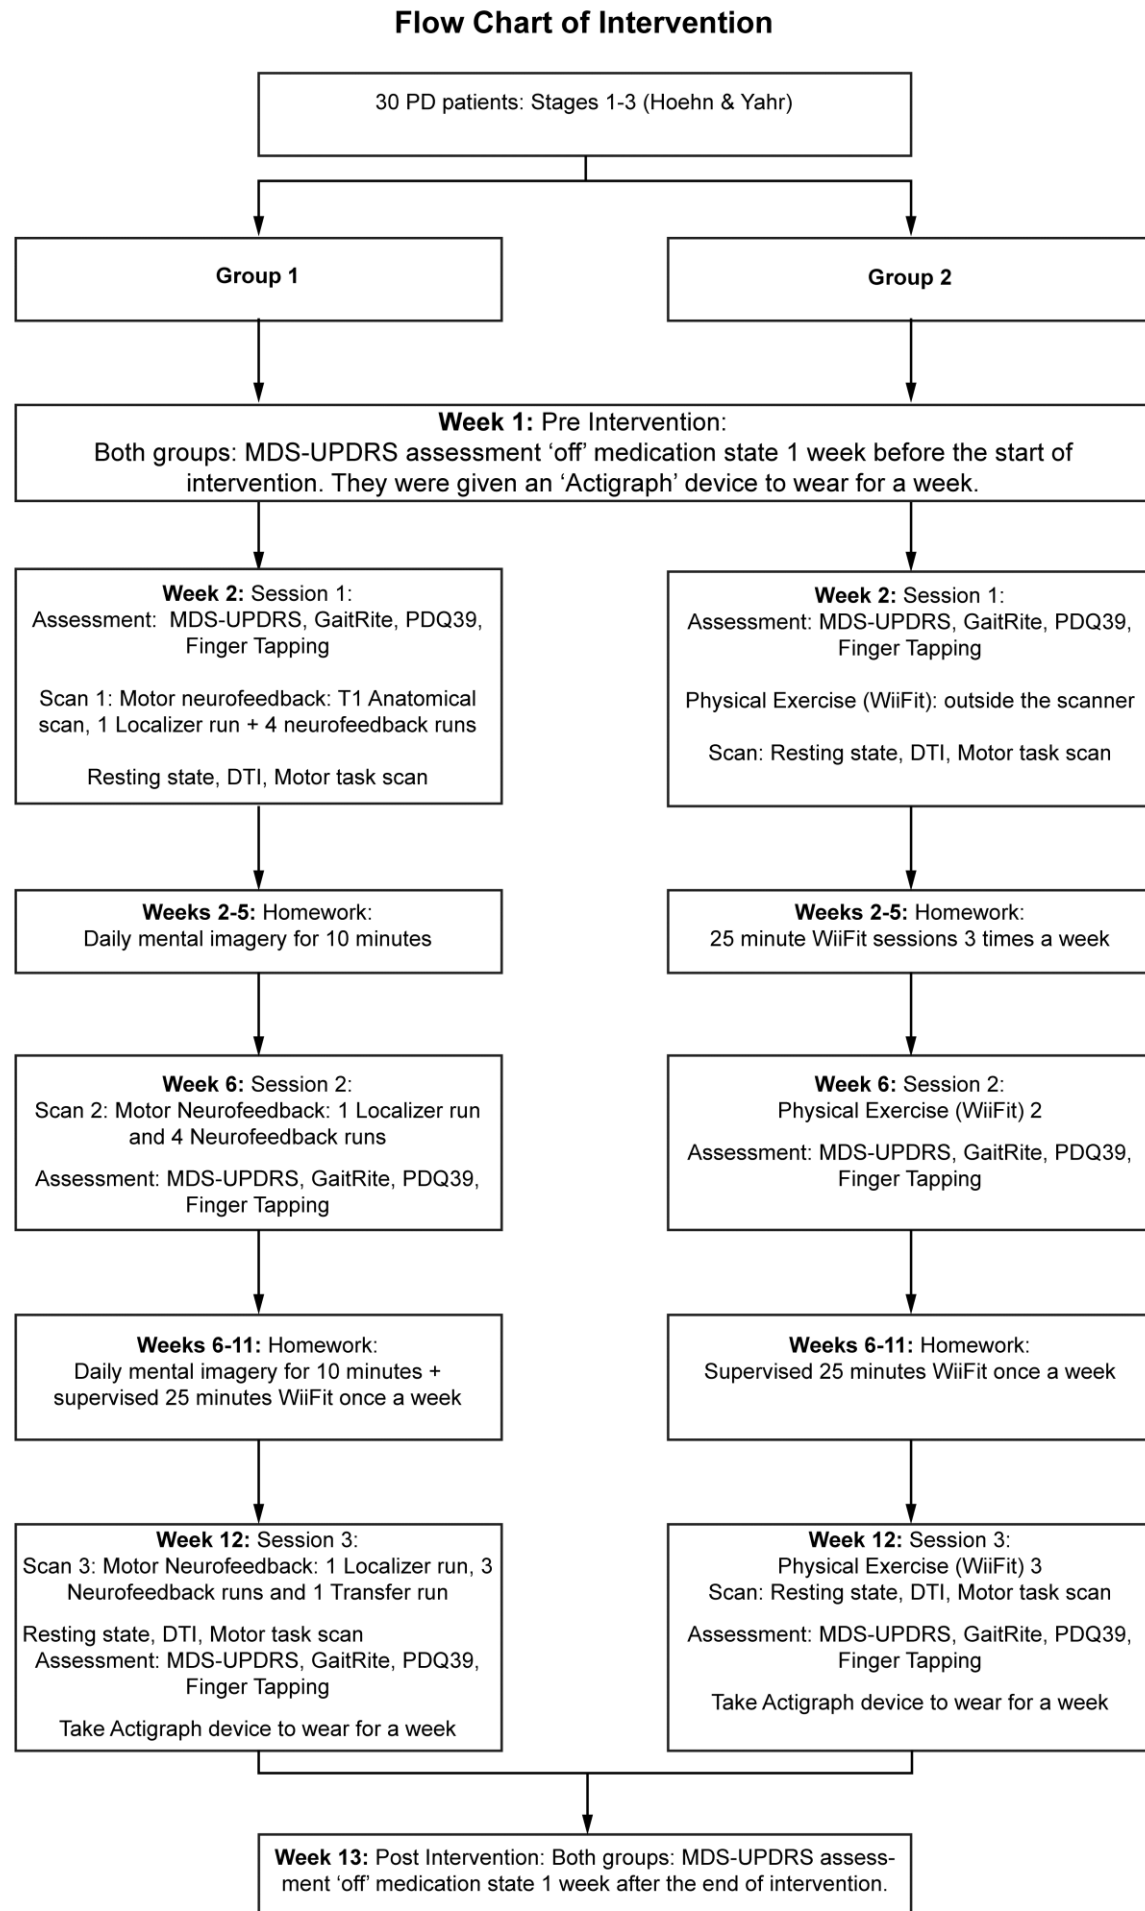 Flow Chart of Intervention
30 PD patients: Stages 1-3 (Hoehn & Yahr)
Group 1
Group 2
Week 1: Pre Intervention:
Both groups: MDS-UPDRS assessment ‘off’ medication state 1 week before the start of
intervention. They were given an ‘Actigraph’ device to wear for a week.
Week 2: Session 1:
Assessment: MDS-UPDRS, GaitRite, PDQ39,
Finger Tapping
Scan 1: Motor neurofeedback: T1 Anatomical
scan, 1 Localizer run + 4 neurofeedback runs
Resting state, DTI, Motor task scan
Week 2: Session 1:
Assessment: MDS-UPDRS, GaitRite, PDQ39,
Finger Tapping
Physical Exercise (WiiFit): outside the scanner
Scan: Resting state, DTI, Motor task scan
Weeks 2-5: Homework:
Daily mental imagery for 10 minutes
Weeks 2-5: Homework:
25 minute WiiFit sessions 3 times a week
Week 6: Session 2:
Scan 2: Motor Neurofeedback: 1 Localizer run
and 4 Neurofeedback runs
Assessment: MDS-UPDRS, GaitRite, PDQ39,
Finger Tapping
Week 6: Session 2:
Physical Exercise (WiiFit) 2
Assessment: MDS-UPDRS, GaitRite, PDQ39,
Finger Tapping
Weeks 6-11: Homework:
Daily mental imagery for 10 minutes +
supervised 25 minutes WiiFit once a week
Weeks 6-11: Homework:
Supervised 25 minutes WiiFit once a week
Week 12: Session 3:
Scan 3: Motor Neurofeedback: 1 Localizer run, 3
Neurofeedback runs and 1 Transfer run
Resting state, DTI, Motor task scan
Assessment: MDS-UPDRS, GaitRite, PDQ39,
Finger Tapping
Take Actigraph device to wear for a week
Week 12: Session 3:
Physical Exercise (WiiFit) 3
Scan: Resting state, DTI, Motor task scan
Assessment: MDS-UPDRS, GaitRite, PDQ39,
Finger Tapping
Take Actigraph device to wear for a week
Week 13: Post Intervention: Both groups: MDS-UPDRS assess-
ment ‘off’ medication state 1 week after the end of intervention.